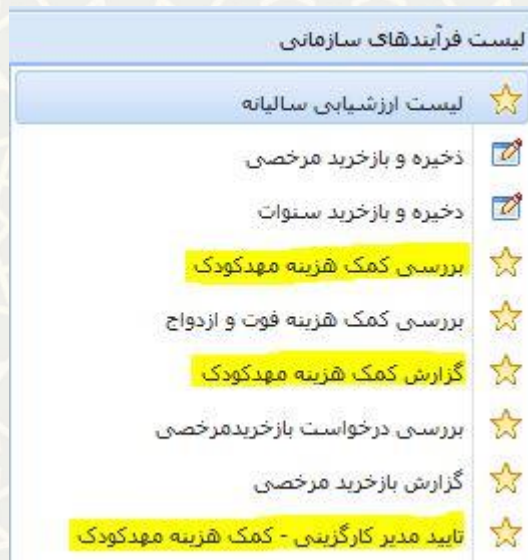 لیست فرآیندهای سازمانی
لیست ارزشیابی سالیانه
ذخیره و بازخرید مرخصی
دخیره و بازخرید سنوات
بررسی کمک هزینه مهدکودک
بررسی کمک هزینه فوت و ازدواج
گزارش کمک هزینه مهدکودک
بررسی درخواست بازخریدمرخصی
گزارش بازخرید مرخصی
تایید مدیر کارگزینی - کمک هزینه مهدکودک